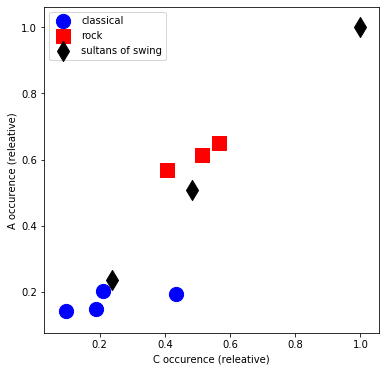 classical
rock
sultans of swing
1.0
0.8
0.6
0.4
0.2
A occurence (releative)
0.2 0.4 0.6 0.8 1.0
C occurence (releative)